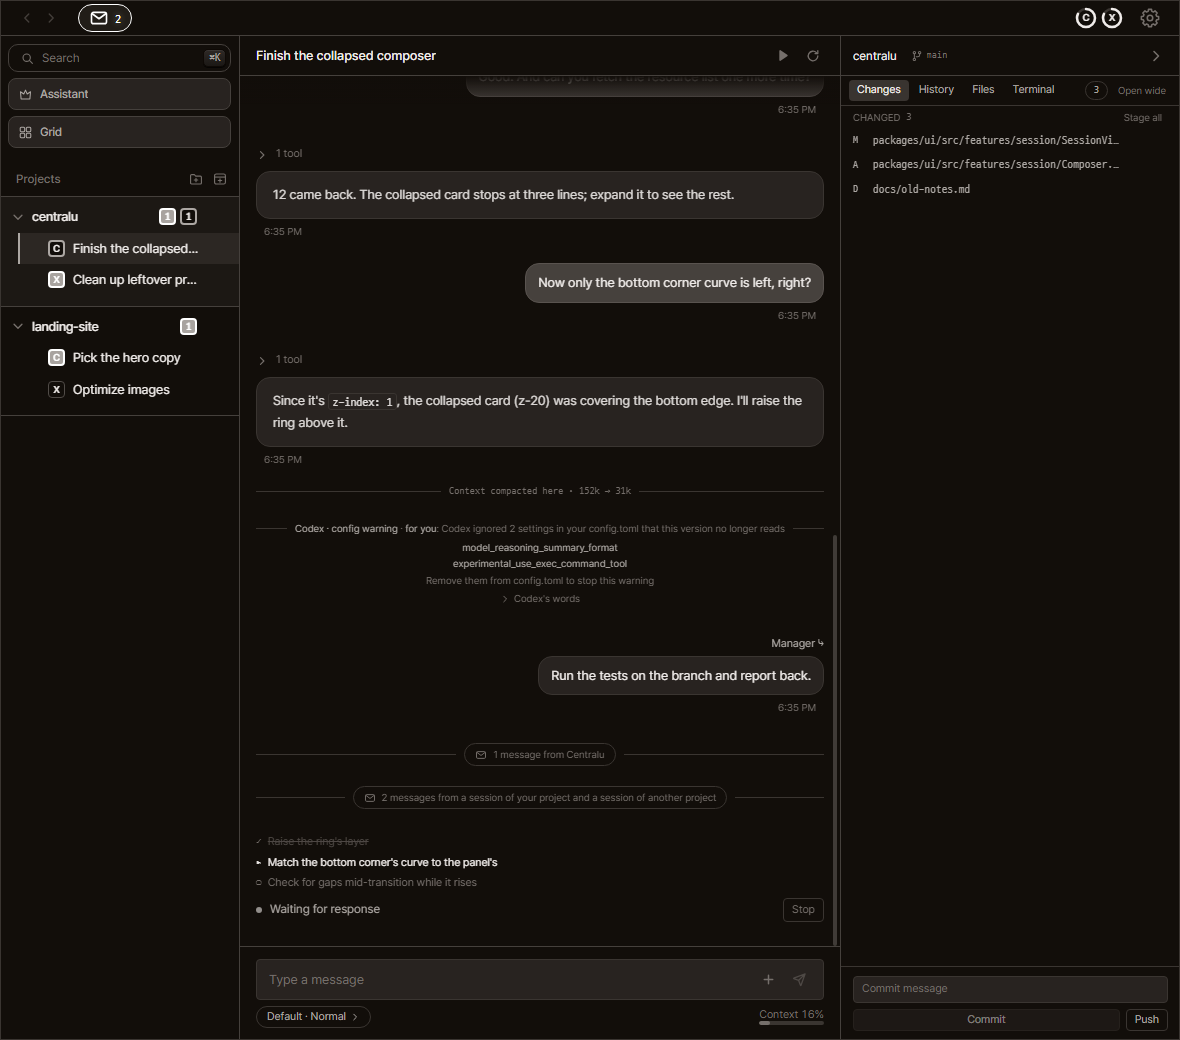 2
C
X
Search
⌘K
Assistant
Grid
Projects
centralu
1
1
C
Finish the collapsed...
X
Clean up leftover pr...
landing-site
1
C
Pick the hero copy
X
Optimize images
Finish the collapsed composer
Good. And can you fetch the resource list one more time?
6:35 PM
1 tool
12 came back. The collapsed card stops at three lines; expand it to see the rest.
6:35 PM
Now only the bottom corner curve is left, right?
6:35 PM
1 tool
Since it's z-index: 1, the collapsed card (z-20) was covering the bottom edge. I'll raise the
ring above it.
6:35 PM
Context compacted here • 152k → 31k
Codex · config warning · for you: Codex ignored 2 settings in your config.toml that this version no longer reads
model_reasoning_summary_format
experimental_use_exec_command_tool
Remove them from config.toml to stop this warning
Codex's words
Manager
Run the tests on the branch and report back.
6:35 PM
1 message from Centralu
2 messages from a session of your project and a session of another project
✓ Raise the ring's layer
Match the bottom corner's curve to the panel's
Check for gaps mid-transition while it rises
Waiting for response
Stop
Type a message
Default · Normal
Context 16%
centralu
main
Changes
History
Files
Terminal
3
Open wide
CHANGED 3
Stage all
M packages/ui/src/features/session/SessionVi…
A packages/ui/src/features/session/Composer.…
D docs/old-notes.md
Commit message
Commit
Push